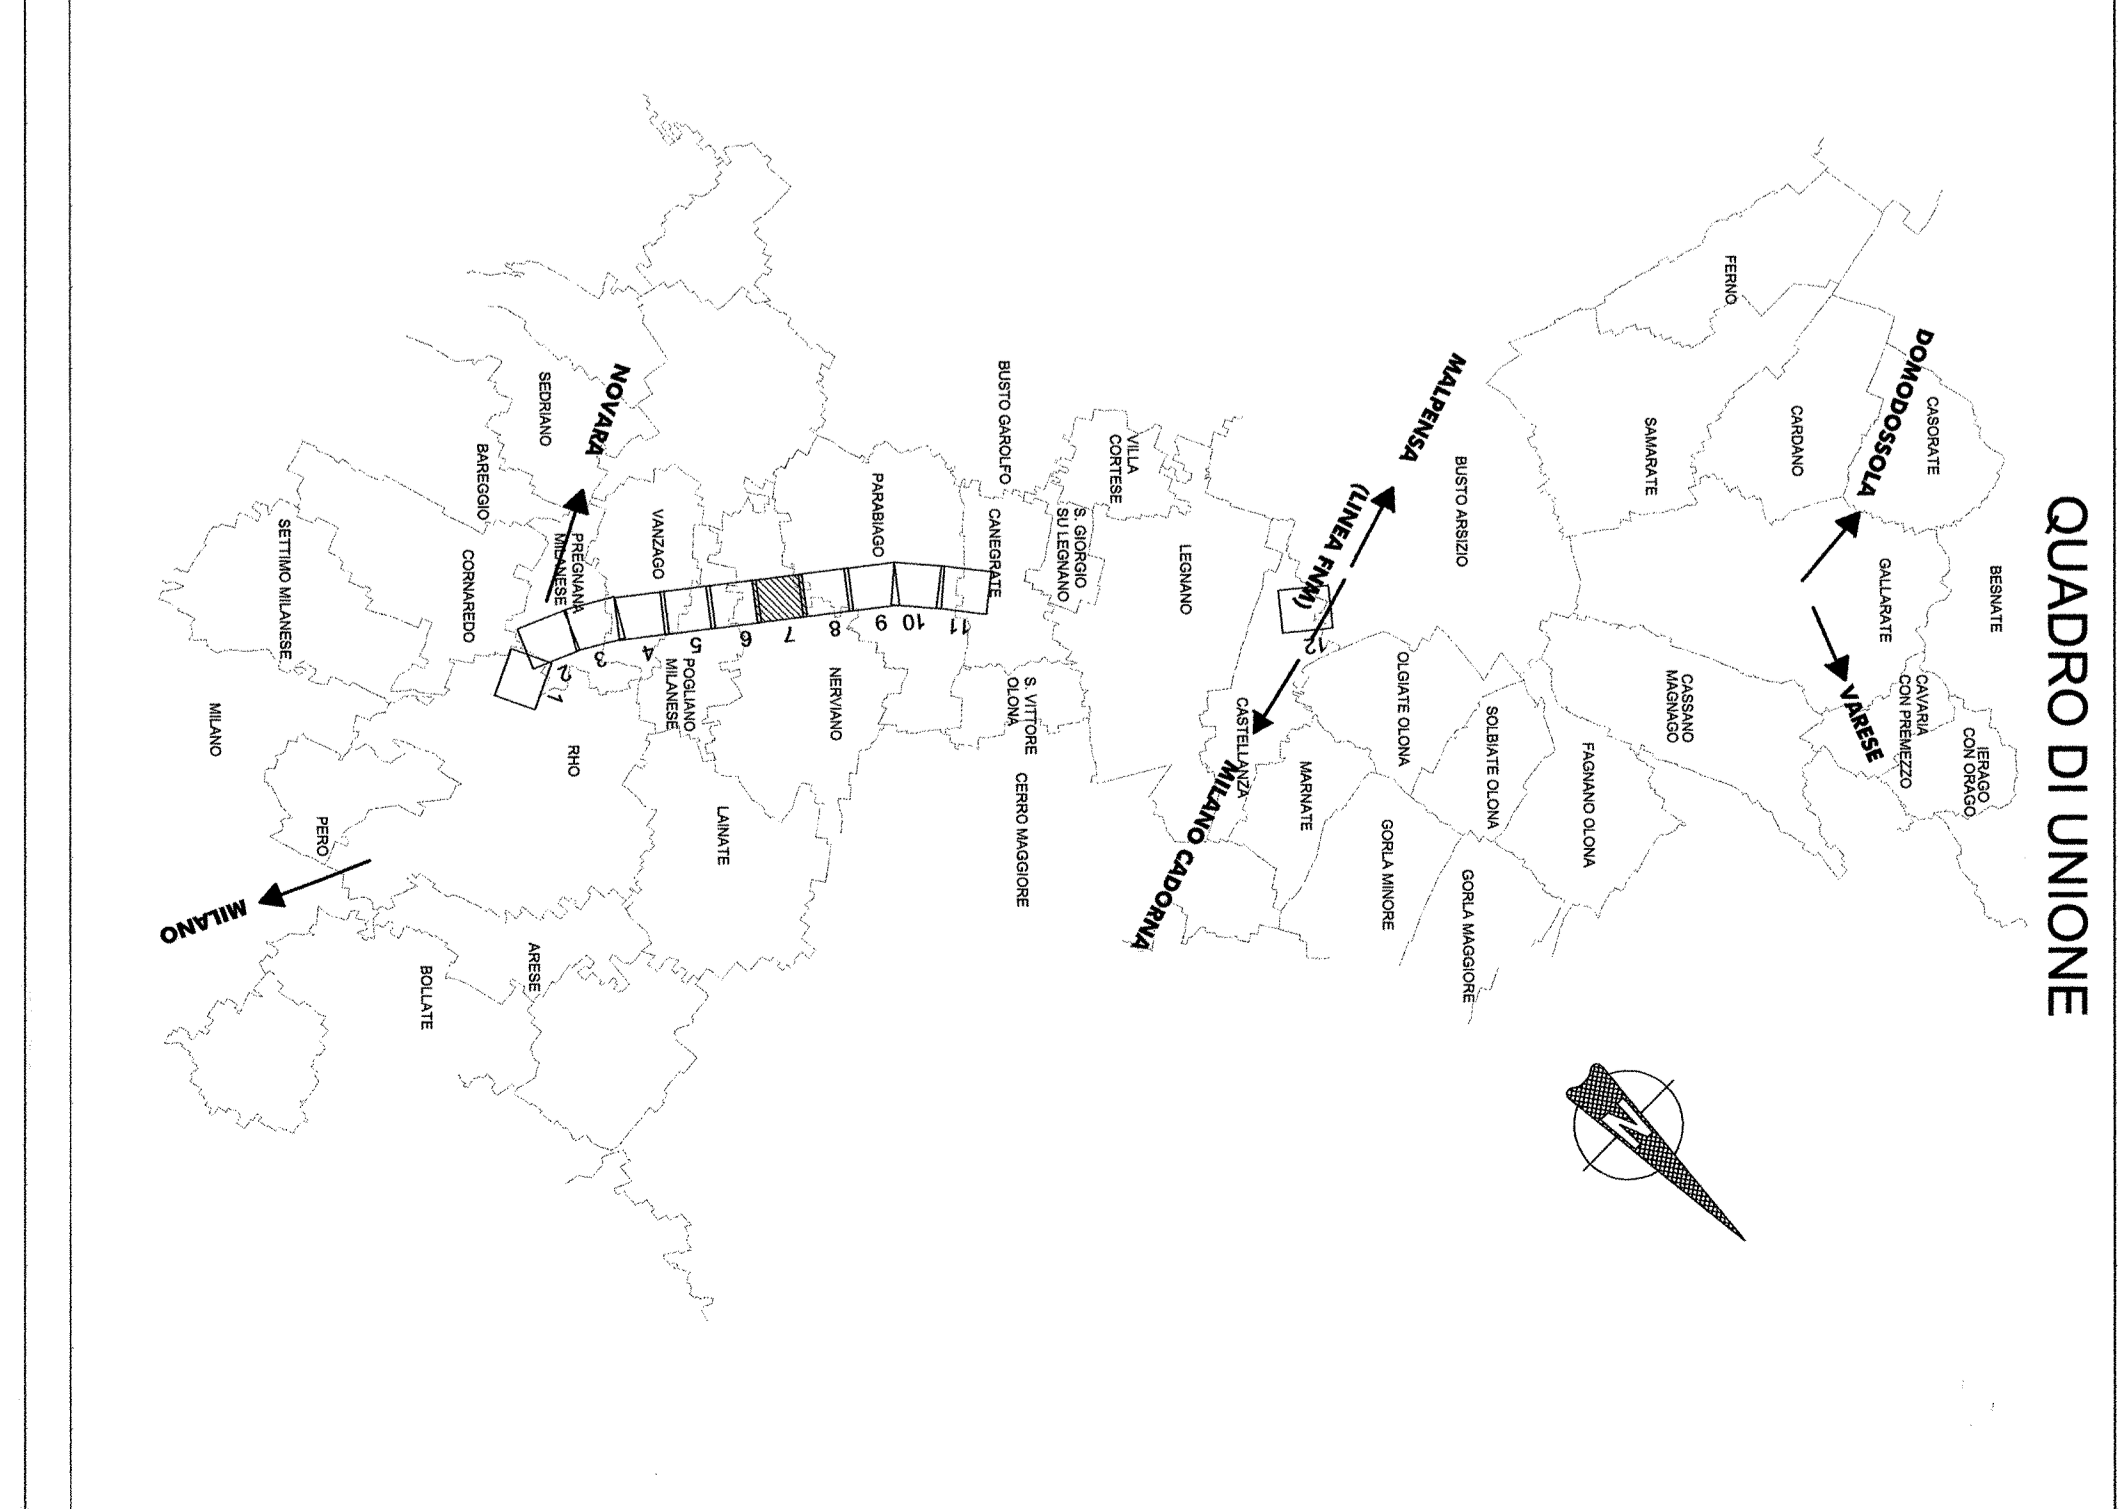 QUADRO DI UNIONE
BESNATE
IERAGO
CON ORAGO
CASORATE
DOMODOSSOLA
GALLARATE
CAVARIA
CON PREMEZZO
VARESE
CARDANO
FERNO
SAMARATE
CASSANO
MAGNAGO
FAGNANO OLONA
N
BUSTO ARSIZIO
SOLBIATE OLONA
GORLA MAGGIORE
MALPENSA
(LINEA FNM)
OLGIATE OLONA
GORLA MINORE
12
MARNATE
CASTELLANZA
MILANO CADORNA
LEGNANO
VILLA
CORTESE
S. GIORGIO
SU LEGNANO
BUSTO GAROLFO
CANEGRATE
S. VITTORE
OLONA
CERRO MAGGIORE
11
10
9
8
7
6
5
4
3
2
1
PARABIAGO
NERVIANO
VANZAGO
POGLIANO
MILANESE
LAINATE
NOVARA
PREGNANA
MILANESE
RHO
SEDRIANO
ARESE
BAREGGIO
CORNAREDO
BOLLATE
PERO
SETTIMO MILANESE
MILANO
MILANO